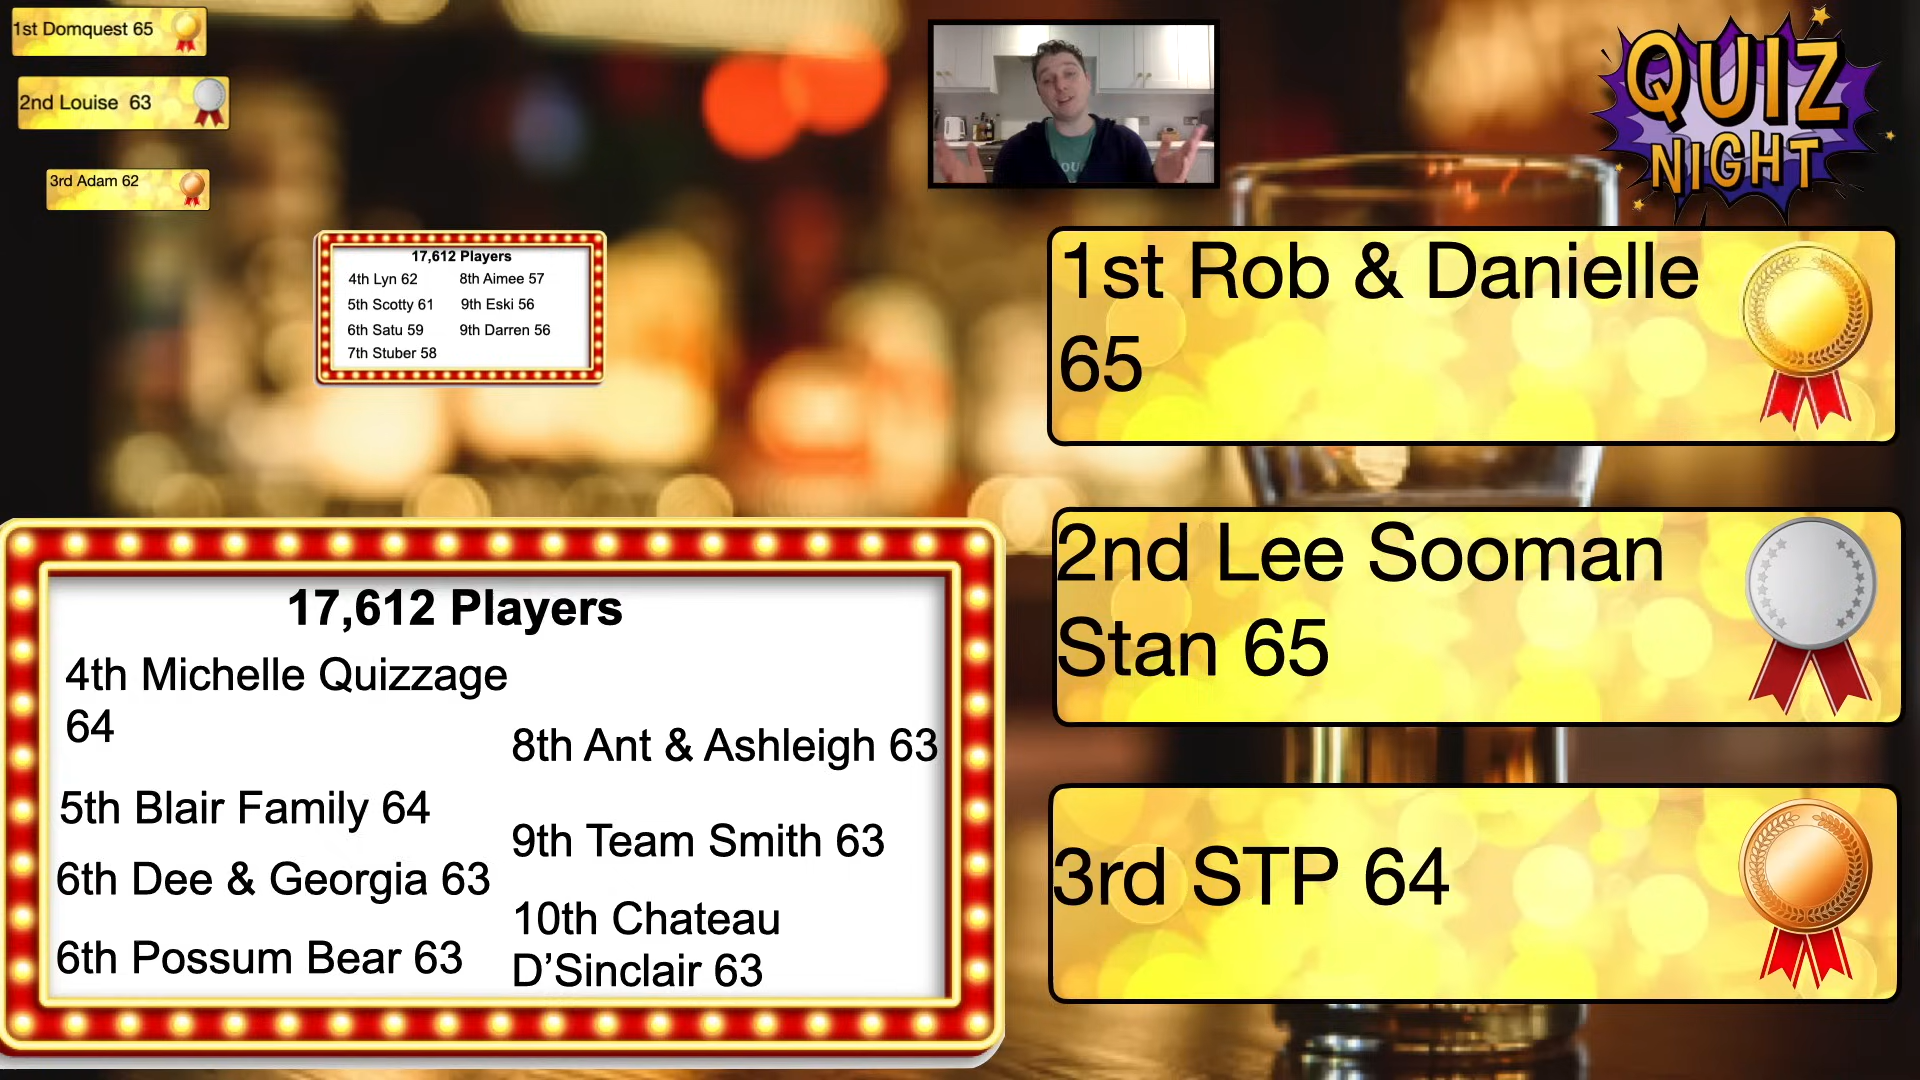 1st Domquest 65
2nd Louise 63
3rd Adam 62
17,612 Players
4th Lyn 62
5th Scotty 61
6th Satu 59
7th Stuber 58
8th Aimee 57
9th Eski 56
9th Darren 56
QUIZ
NIGHT
1st Rob & Danielle
65
2nd Lee Sooman
Stan 65
3rd STP 64
17,612 Players
4th Michelle Quizzage
64
5th Blair Family 64
6th Dee & Georgia 63
6th Possum Bear 63
8th Ant & Ashleigh 63
9th Team Smith 63
10th Chateau
D’Sinclair 63